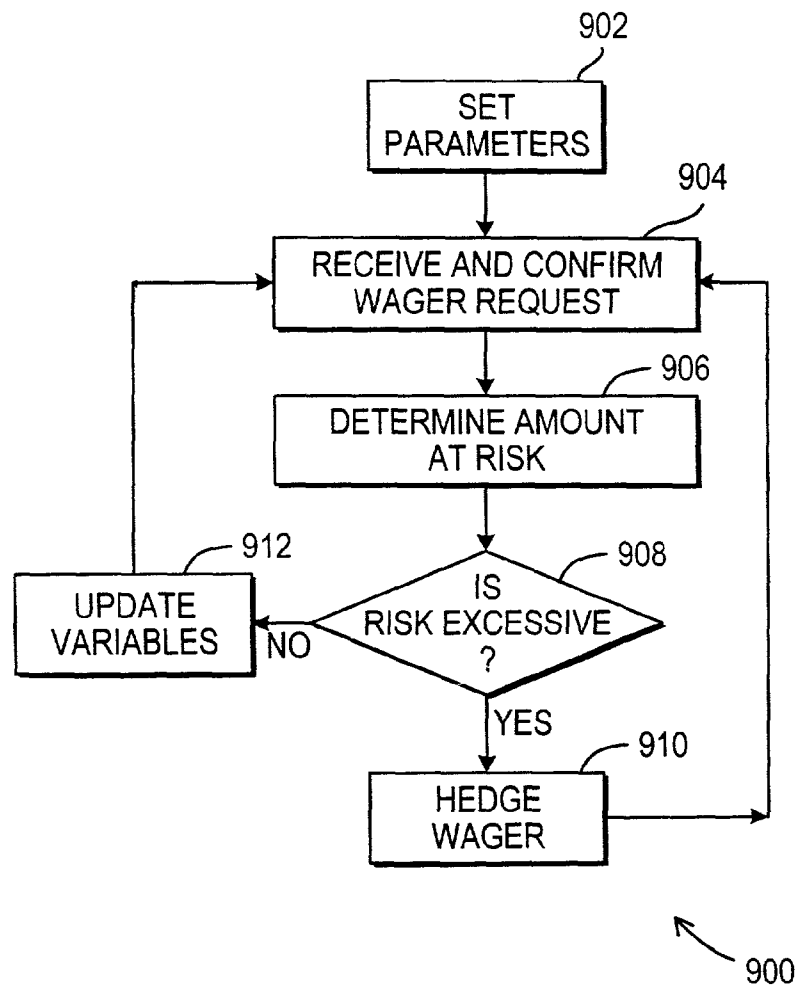 902
SET
PARAMETERS
904
RECEIVE AND CONFIRM
WAGER REQUEST
906
DETERMINE AMOUNT
AT RISK
908
IS
RISK EXCESSIVE
?
912
UPDATE
VARIABLES
NO
YES
910
HEDGE
WAGER
900